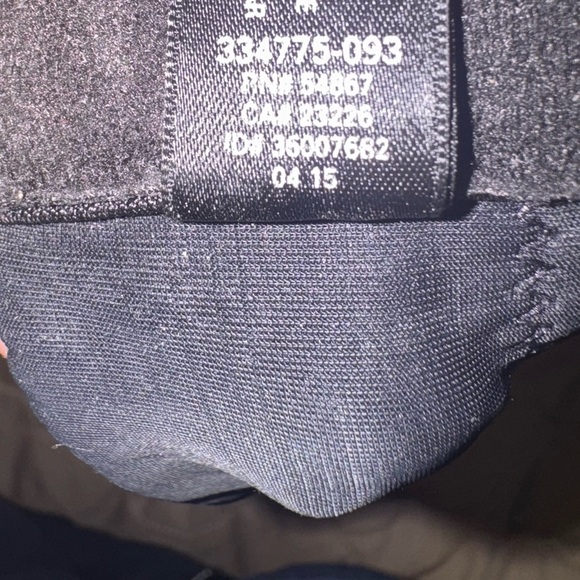 334775-093
RN# 54867
CA# 23226
ID# 36007682
04 15